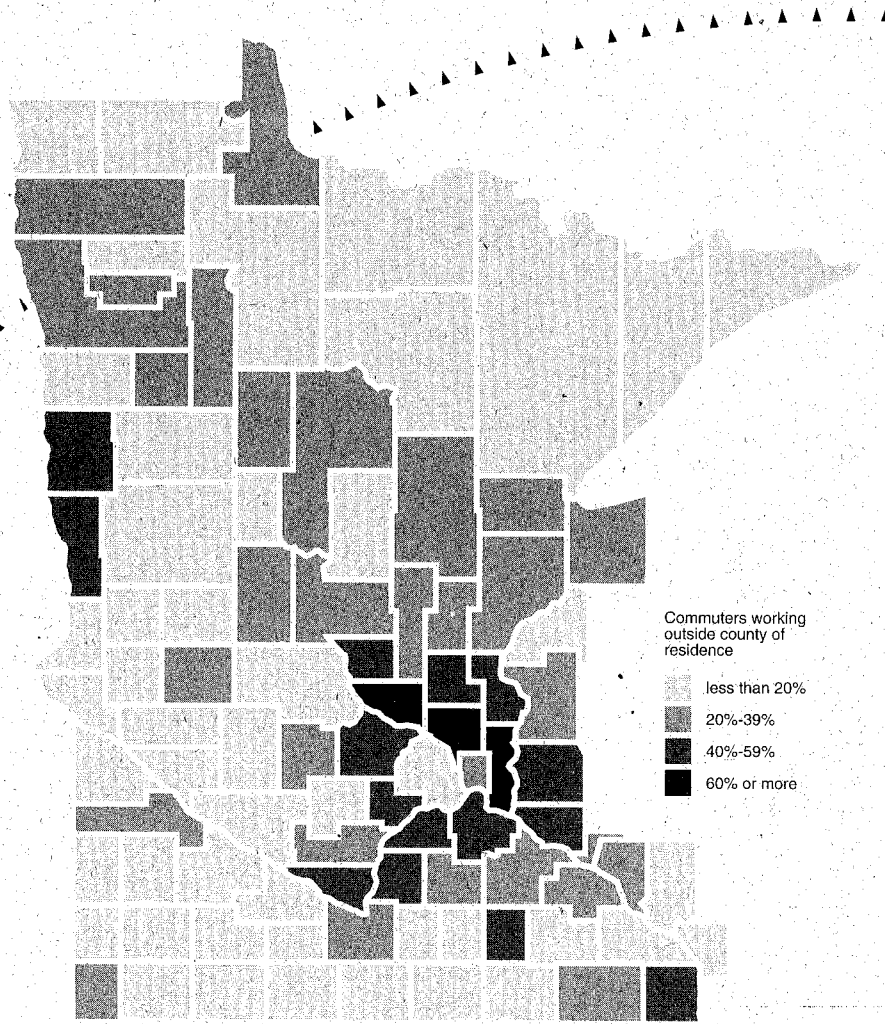 Commuters working
outside county of
residence
less than 20%
20%-39%
40%-59%
60% or more